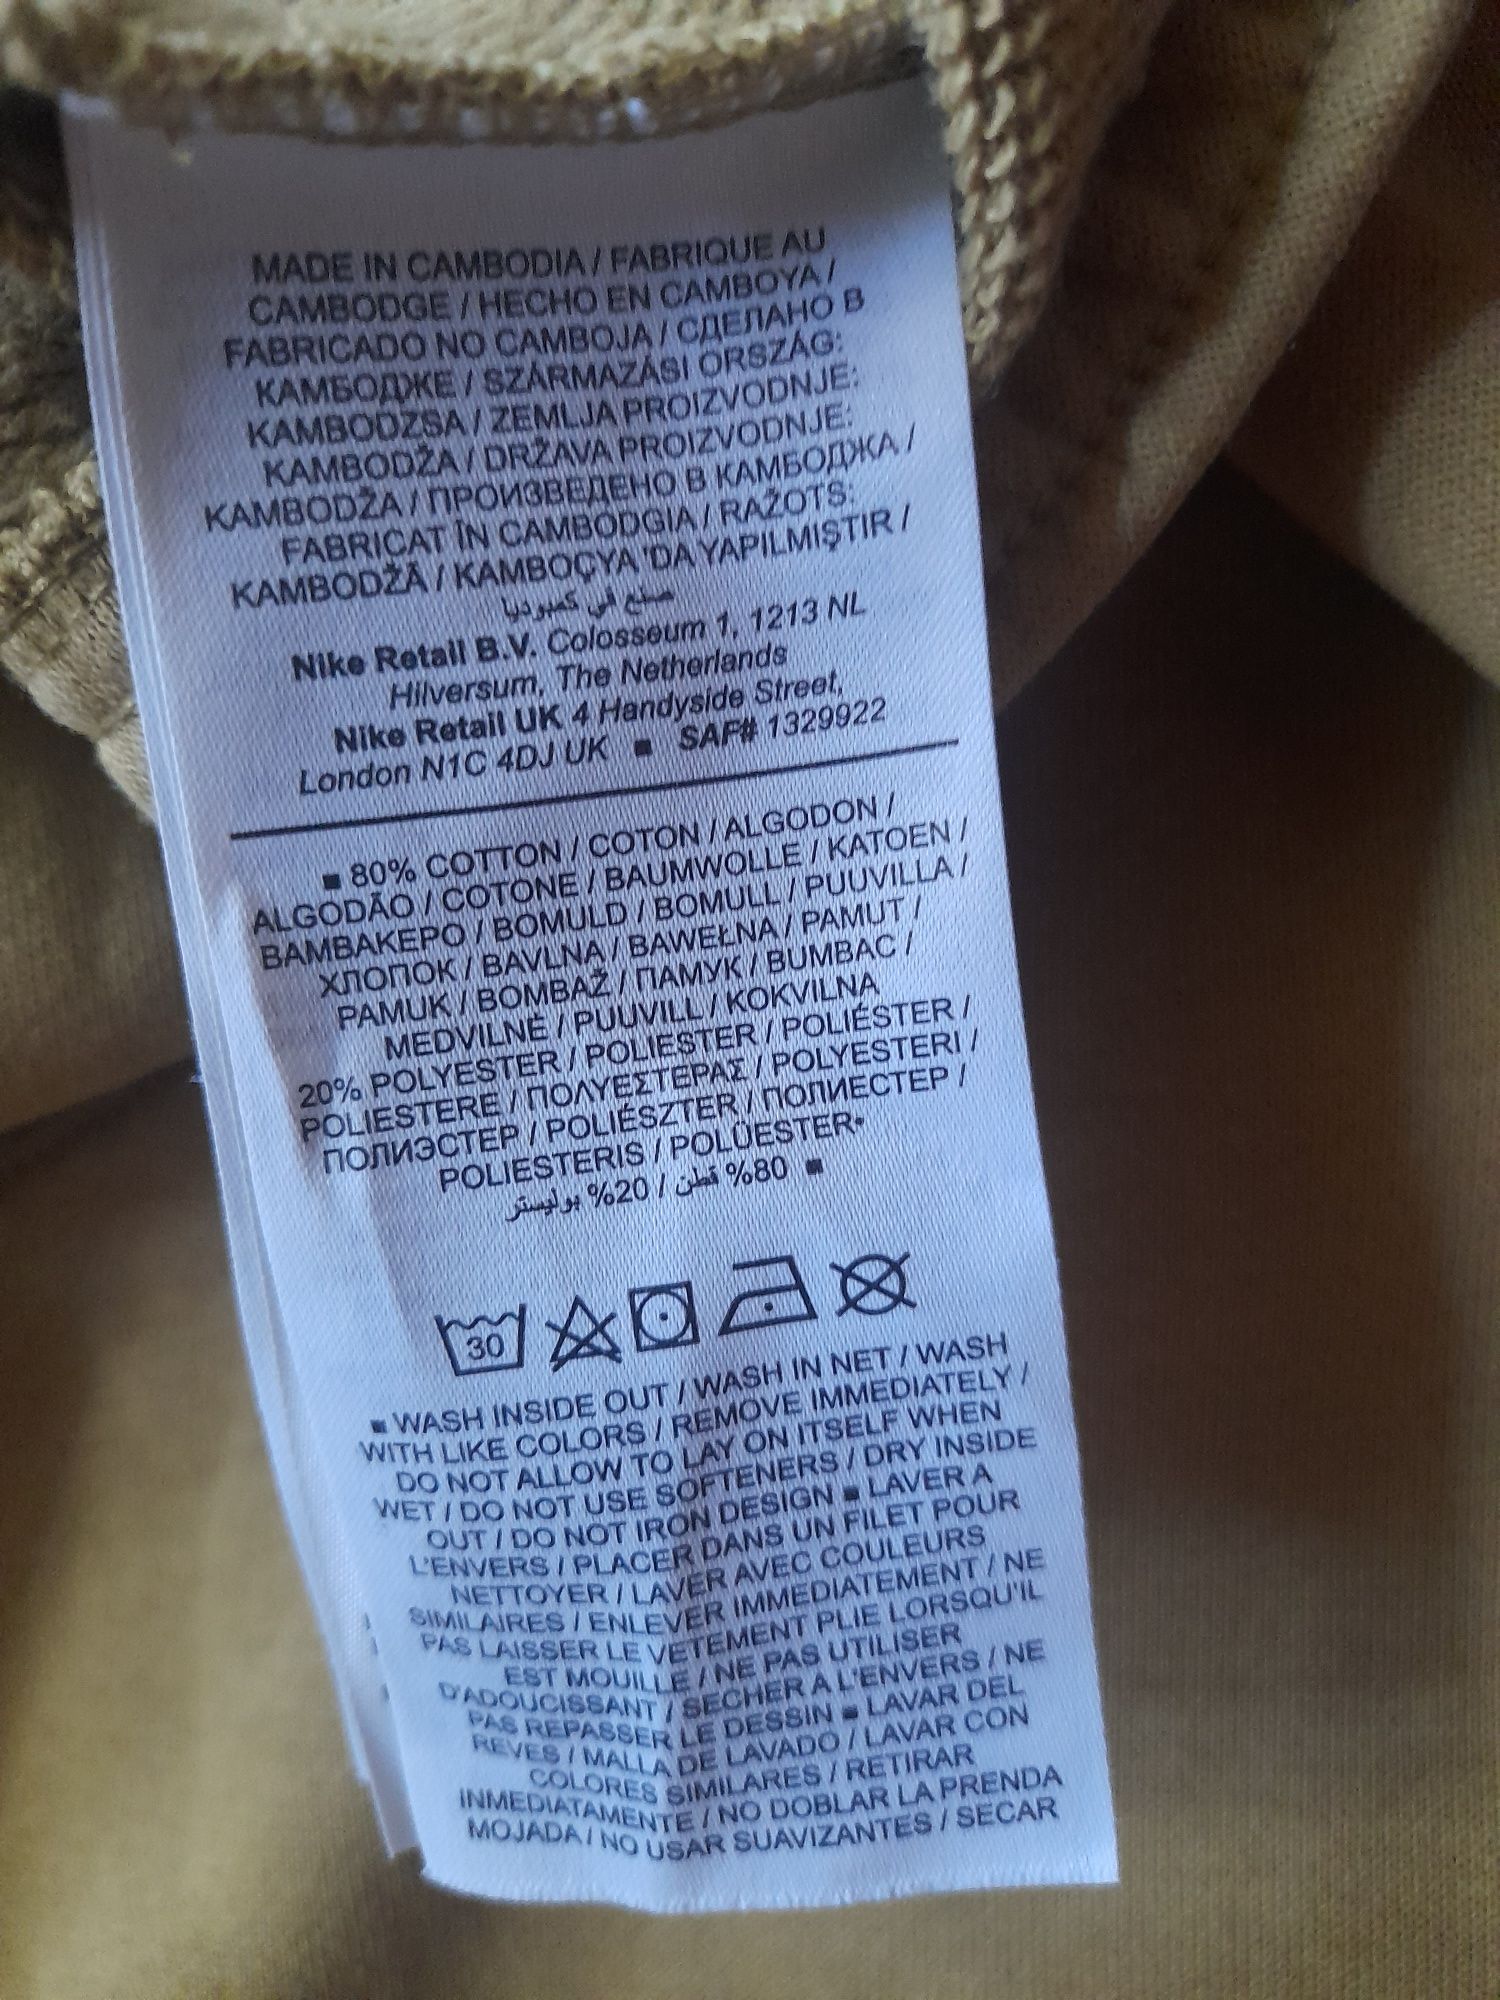 MADE IN CAMBODIA / FABRIQUE AU
CAMBODGE / HECHO EN CAMBOYA /
FABRICADO NO CAMBOJA / СДЕЛАНО В
КАМБОДЖЕ / SZÁRMAZÁSI ORSZÁG:
KAMBODZSA / ZEMLJA PROIZVODNJE:
KAMBODŽA / DRŽAVA PROIZVODNJE:
KAMBODŽA / ПРОИЗВЕДЕНО В КАМБОДЖА /
FABRICAT ÎN CAMBODGIA / RAŽOTS:
KAMBODŽĀ / KAMBOÇYA 'DA YAPILMIŞTIR /
صنع في كمبوديا
Nike Retail B.V. Colosseum 1, 1213 NL
Hilversum, The Netherlands
Nike Retail UK 4 Handyside Street,
London N1C 4DJ UK ▪ SAF# 1329922
▪ 80% COTTON / COTON / ALGODON /
ALGODÃO / COTONE / BAUMWOLLE / KATOEN /
ΒΑΜΒΑΚΕΡΟ / BOMULD / BOMULL / PUUVILLA /
ХЛОПОК / BAVLNA / BAWEŁNA / PAMUT /
PAMUK / BOMBAŽ / ПАМУК / BUMBAC /
MEDVILNĖ / PUUVILL / KOKVILNA
20% POLYESTER / POLIESTER / POLIÉSTER /
POLIESTERE / ΠΟΛΥΕΣΤΕΡΑΣ / POLYESTERI /
ПОЛИЭСТЕР / POLIÉSZTER / ПОЛИЕСТЕР /
POLIESTERIS / POLÜESTER▪
80% قطن / 20% بوليستر ▪
30
▪ WASH INSIDE OUT / WASH IN NET / WASH
WITH LIKE COLORS / REMOVE IMMEDIATELY /
DO NOT ALLOW TO LAY ON ITSELF WHEN
WET / DO NOT USE SOFTENERS / DRY INSIDE
OUT / DO NOT IRON DESIGN ▪ LAVER A
L'ENVERS / PLACER DANS UN FILET POUR
NETTOYER / LAVER AVEC COULEURS
SIMILAIRES / ENLEVER IMMEDIATEMENT / NE
PAS LAISSER LE VETEMENT PLIE LORSQU'IL
EST MOUILLE / NE PAS UTILISER
D'ADOUCISSANT / SECHER A L'ENVERS / NE
PAS REPASSER LE DESSIN ▪ LAVAR DEL
REVES / MALLA DE LAVADO / LAVAR CON
COLORES SIMILARES / RETIRAR
INMEDIATAMENTE / NO DOBLAR LA PRENDA
MOJADA / NO USAR SUAVIZANTES / SECAR